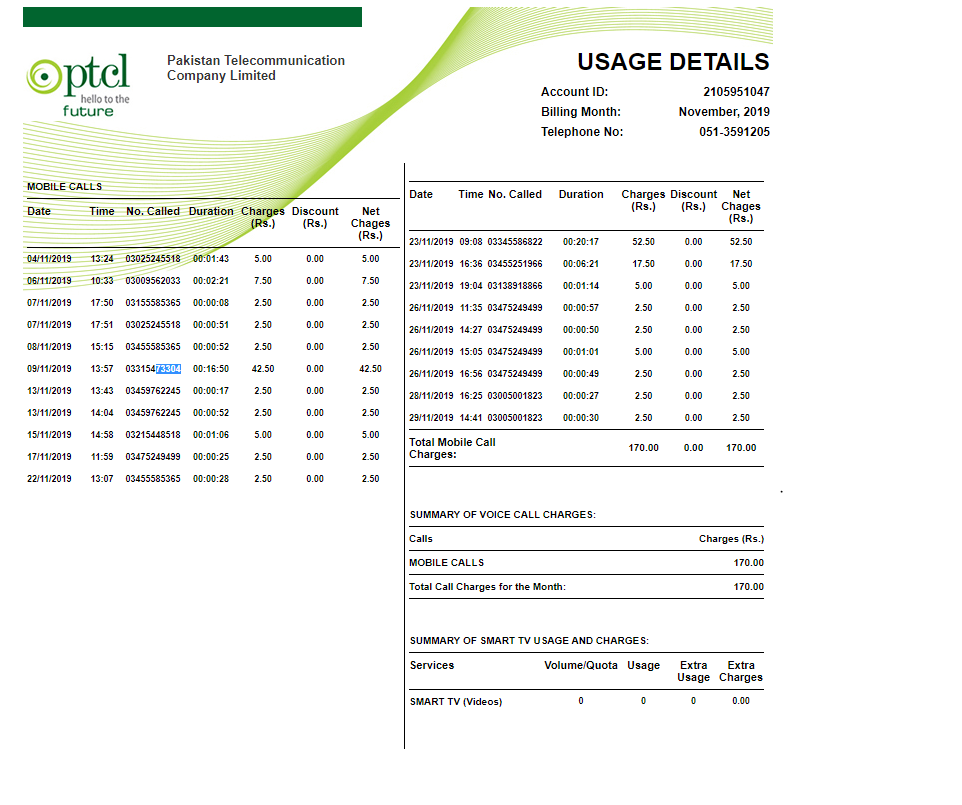 ptcl
hello to the
future
Pakistan Telecommunication
Company Limited
USAGE DETAILS
Account ID: 2105951047
Billing Month: November, 2019
Telephone No: 051-3591205
MOBILE CALLS
Date Time No. Called Duration Charges Discount Net
(Rs.) (Rs.) Chages
(Rs.)
04/11/2019 13:24 03025245518 00:01:43 5.00 0.00 5.00
06/11/2019 10:33 03009562033 00:02:21 7.50 0.00 7.50
07/11/2019 17:50 03155585365 00:00:08 2.50 0.00 2.50
07/11/2019 17:51 03025245518 00:00:51 2.50 0.00 2.50
08/11/2019 15:15 03455585365 00:00:52 2.50 0.00 2.50
09/11/2019 13:57 03315473304 00:16:50 42.50 0.00 42.50
13/11/2019 13:43 03459762245 00:00:17 2.50 0.00 2.50
13/11/2019 14:04 03459762245 00:00:52 2.50 0.00 2.50
15/11/2019 14:58 03215448518 00:01:06 5.00 0.00 5.00
17/11/2019 11:59 03475249499 00:00:25 2.50 0.00 2.50
22/11/2019 13:07 03455585365 00:00:28 2.50 0.00 2.50
Date Time No. Called Duration Charges Discount Net
(Rs.) (Rs.) Chages
(Rs.)
23/11/2019 09:08 03345586822 00:20:17 52.50 0.00 52.50
23/11/2019 16:36 03455251966 00:06:21 17.50 0.00 17.50
23/11/2019 19:04 03138918866 00:01:14 5.00 0.00 5.00
26/11/2019 11:35 03475249499 00:00:57 2.50 0.00 2.50
26/11/2019 14:27 03475249499 00:00:50 2.50 0.00 2.50
26/11/2019 15:05 03475249499 00:01:01 5.00 0.00 5.00
26/11/2019 16:56 03475249499 00:00:49 2.50 0.00 2.50
28/11/2019 16:25 03005001823 00:00:27 2.50 0.00 2.50
29/11/2019 14:41 03005001823 00:00:30 2.50 0.00 2.50
Total Mobile Call
Charges: 170.00 0.00 170.00
SUMMARY OF VOICE CALL CHARGES:
Calls Charges (Rs.)
MOBILE CALLS 170.00
Total Call Charges for the Month: 170.00
SUMMARY OF SMART TV USAGE AND CHARGES:
Services Volume/Quota Usage Extra Extra
Usage Charges
SMART TV (Videos) 0 0 0 0.00